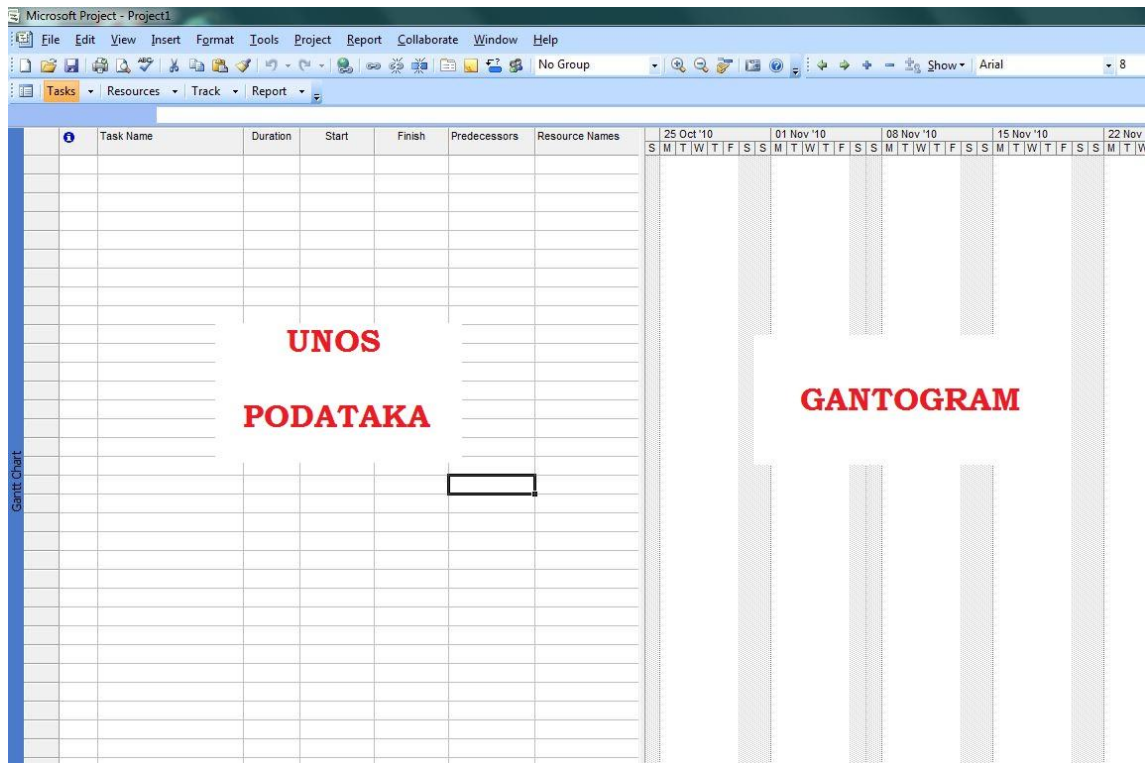 Microsoft Project - Project1
File Edit View Insert Format Tools Project Report Collaborate Window Help
No Group Show Arial 8
Tasks Resources Track Report
Task Name Duration Start Finish Predecessors Resource Names 25 Oct '10 01 Nov '10 08 Nov '10 15 Nov '10 22 Nov
S M T W T F S S M T W T F S S M T W T F S S M T W T F S S M T W
UNOS
PODATAKA
GANTOGRAM
Gantt Chart